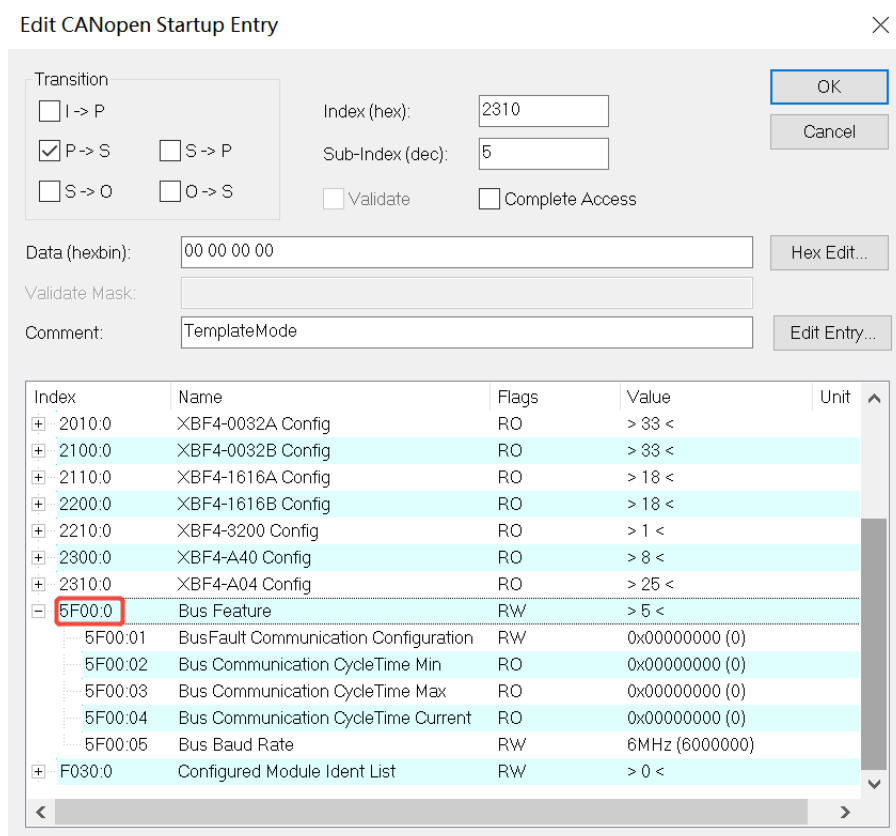 Edit CANopen Startup Entry
Transition
I -> P
P -> S
S -> P
S -> O
O -> S
Index (hex):
2310
Sub-Index (dec):
5
Validate
Complete Access
OK
Cancel
Data (hexbin):
00 00 00 00
Hex Edit...
Validate Mask:
Comment:
TemplateMode
Edit Entry...
Index Name Flags Value Unit
2010:0 XBF4-0032A Config RO > 33 <
2100:0 XBF4-0032B Config RO > 33 <
2110:0 XBF4-1616A Config RO > 18 <
2200:0 XBF4-1616B Config RO > 18 <
2210:0 XBF4-3200 Config RO > 1 <
2300:0 XBF4-A40 Config RO > 8 <
2310:0 XBF4-A04 Config RO > 25 <
5F00:0 Bus Feature RW > 5 <
5F00:01 BusFault Communication Configuration RW 0x00000000 (0)
5F00:02 Bus Communication CycleTime Min RO 0x00000000 (0)
5F00:03 Bus Communication CycleTime Max RO 0x00000000 (0)
5F00:04 Bus Communication CycleTime Current RO 0x00000000 (0)
5F00:05 Bus Baud Rate RW 6MHz (6000000)
F030:0 Configured Module Ident List RW > 0 <